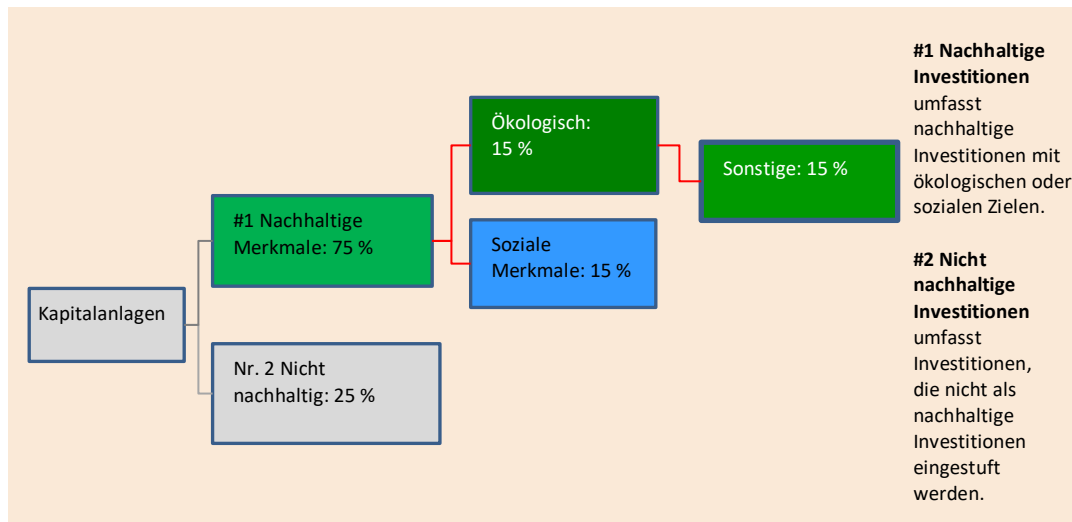 Kapitalanlagen
#1 Nachhaltige
Merkmale: 75 %
Nr. 2 Nicht
nachhaltig: 25 %
Ökologisch:
15 %
Soziale
Merkmale: 15 %
Sonstige: 15 %
#1 Nachhaltige
Investitionen
umfasst
nachhaltige
Investitionen mit
ökologischen oder
sozialen Zielen.
#2 Nicht
nachhaltige
Investitionen
umfasst
Investitionen,
die nicht als
nachhaltige
Investitionen
eingestuft
werden.